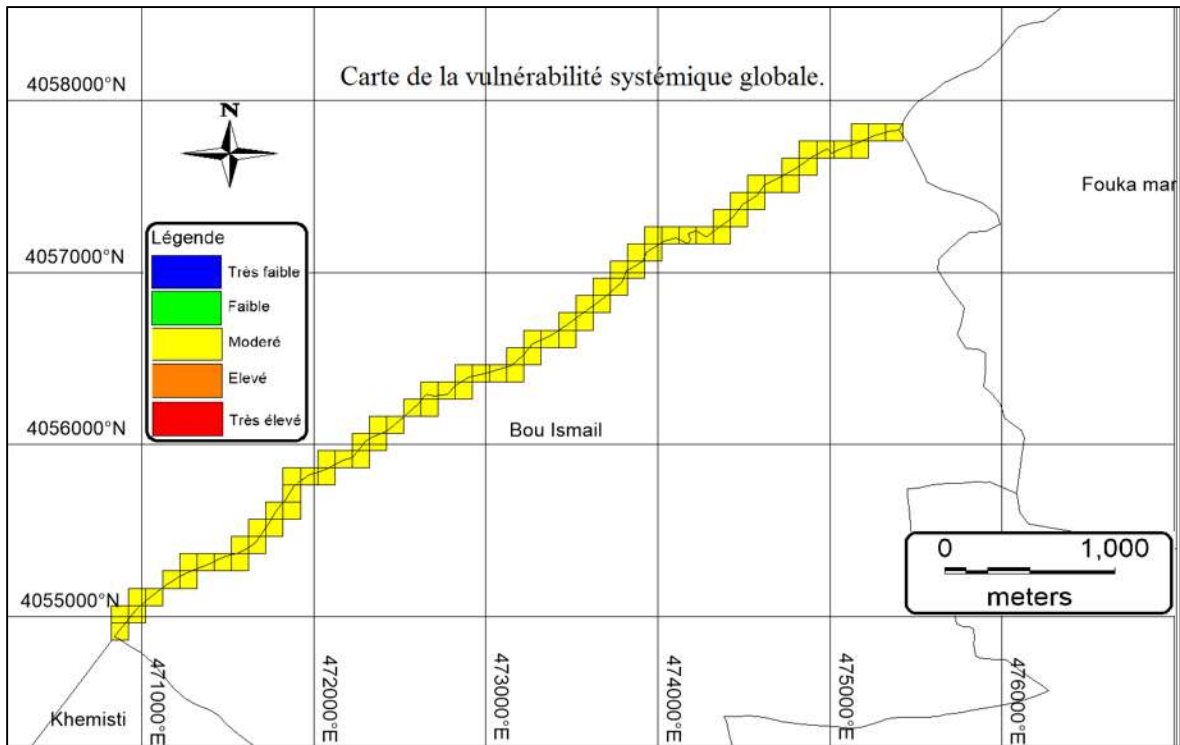 Carte de la vulnérabilité systémique globale.
4058000°N
N
Fouka mar
Légende
Très faible
Faible
Moderé
Elevé
Très élevé
4057000°N
4056000°N
Bou Ismail
0 1,000
meters
4055000°N
471000°E
472000°E
473000°E
474000°E
475000°E
476000°E
Khemisti